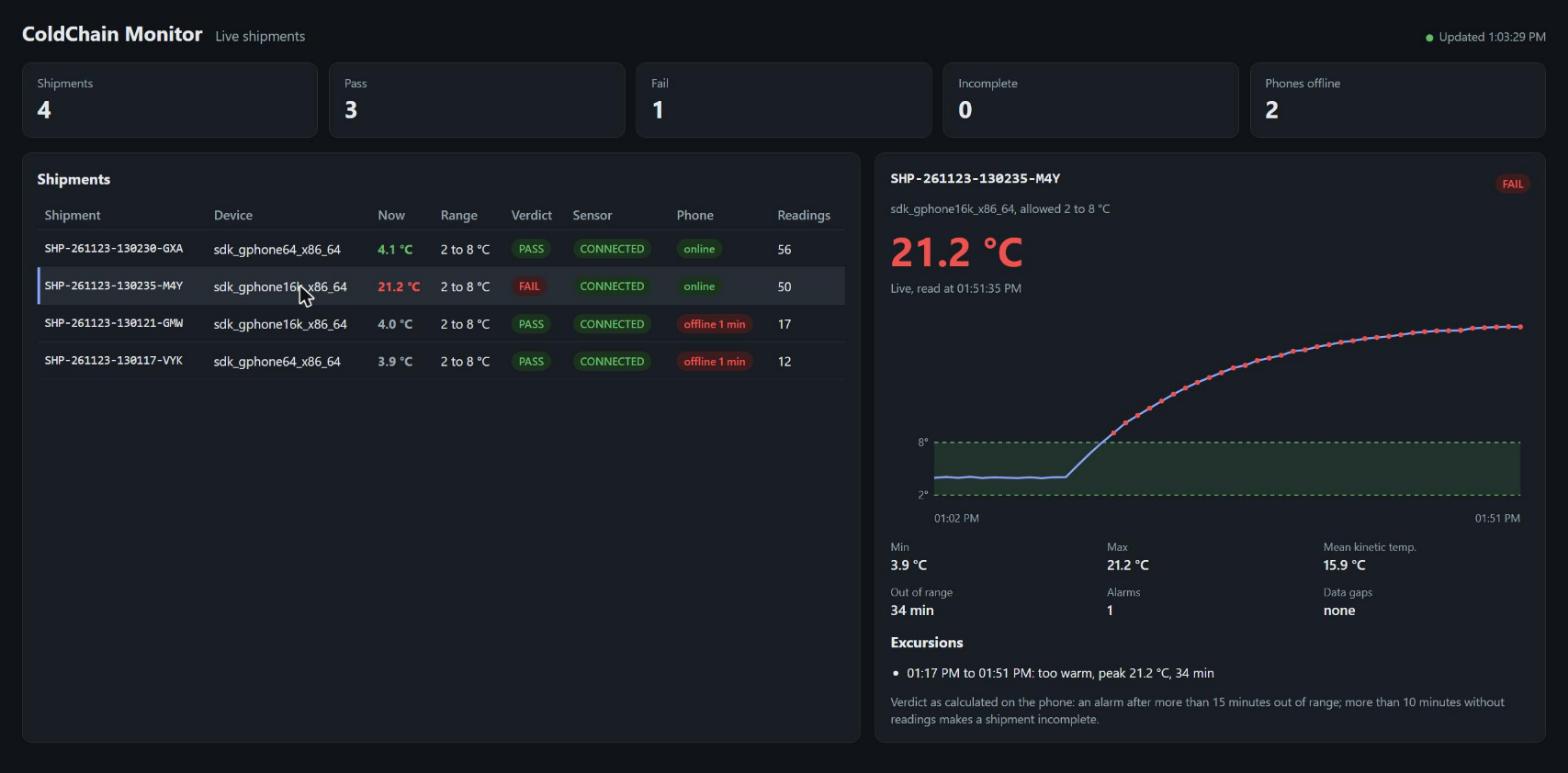 ColdChain Monitor Live shipments
Updated 1:03:29 PM
Shipments
4
Pass
3
Fail
1
Incomplete
0
Phones offline
2
Shipments
Shipment Device Now Range Verdict Sensor Phone Readings
SHP-261123-130230-GXA sdk_gphone64_x86_64 4.1 °C 2 to 8 °C PASS CONNECTED online 56
SHP-261123-130235-M4Y sdk_gphone16k_x86_64 21.2 °C 2 to 8 °C FAIL CONNECTED online 50
SHP-261123-130121-GMW sdk_gphone16k_x86_64 4.0 °C 2 to 8 °C PASS CONNECTED offline 1 min 17
SHP-261123-130117-VYK sdk_gphone64_x86_64 3.9 °C 2 to 8 °C PASS CONNECTED offline 1 min 12
SHP-261123-130235-M4Y
FAIL
sdk_gphone16k_x86_64, allowed 2 to 8 °C
21.2 °C
Live, read at 01:51:35 PM
8°
2°
01:02 PM 01:51 PM
Min Max Mean kinetic temp.
3.9 °C 21.2 °C 15.9 °C
Out of range Alarms Data gaps
34 min 1 none
Excursions
• 01:17 PM to 01:51 PM: too warm, peak 21.2 °C, 34 min
Verdict as calculated on the phone: an alarm after more than 15 minutes out of range; more than 10 minutes without
readings makes a shipment incomplete.